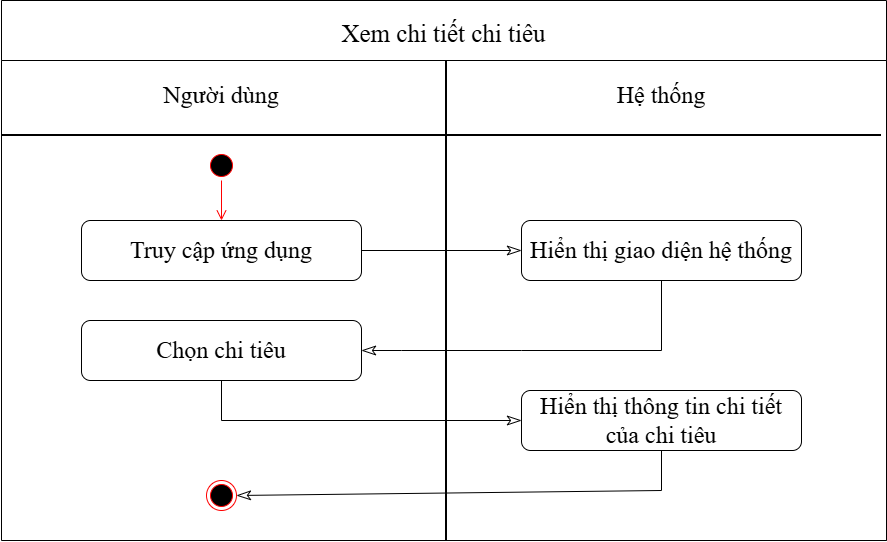 Xem chi tiết chi tiêu
Người dùng
Hệ thống
Truy cập ứng dụng
Hiển thị giao diện hệ thống
Chọn chi tiêu
Hiển thị thông tin chi tiết
của chi tiêu